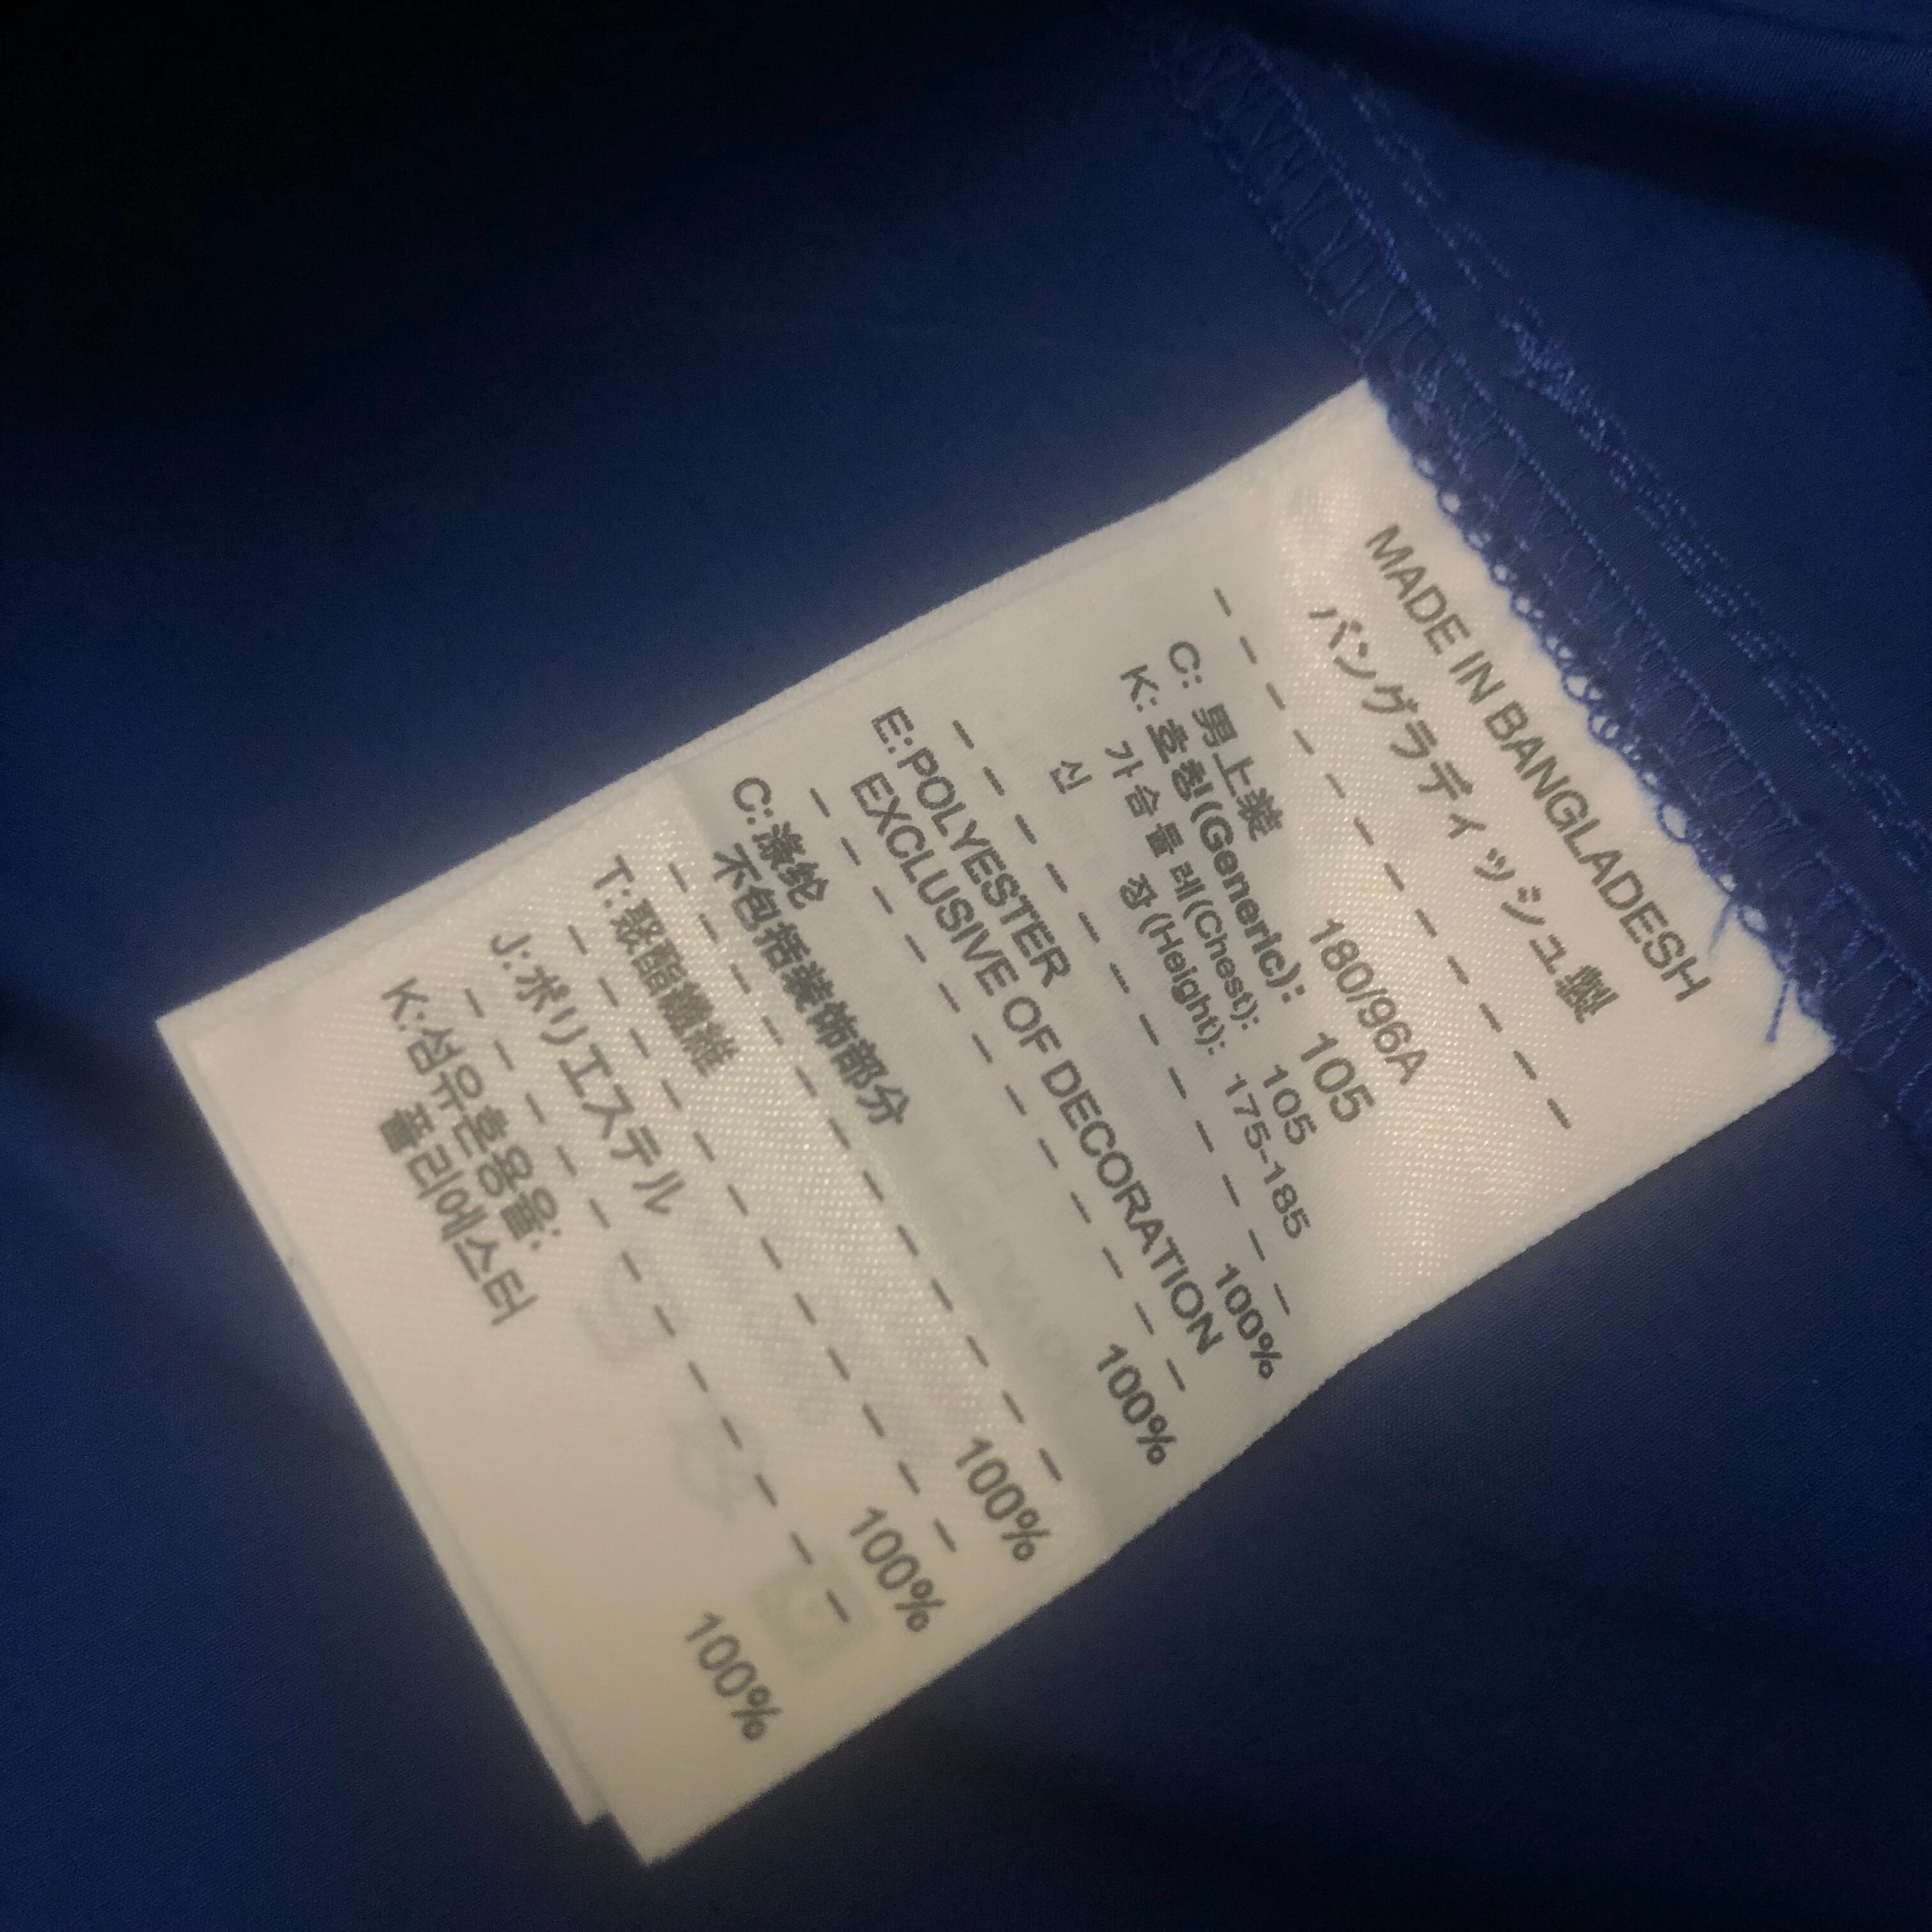 MADE IN BANGLADESH
バングラディッシュ製
C: 男上装 180/96A
K: 호칭(Generic): 105
가슴둘레(Chest): 105
신 장(Height): 175-185
E:POLYESTER 100%
EXCLUSIVE OF DECORATION
C:涤纶 100%
不包括装饰部分
T:聚酯纖維 100%
J:ポリエステル 100%
K:섬유혼용율:
폴리에스터 100%